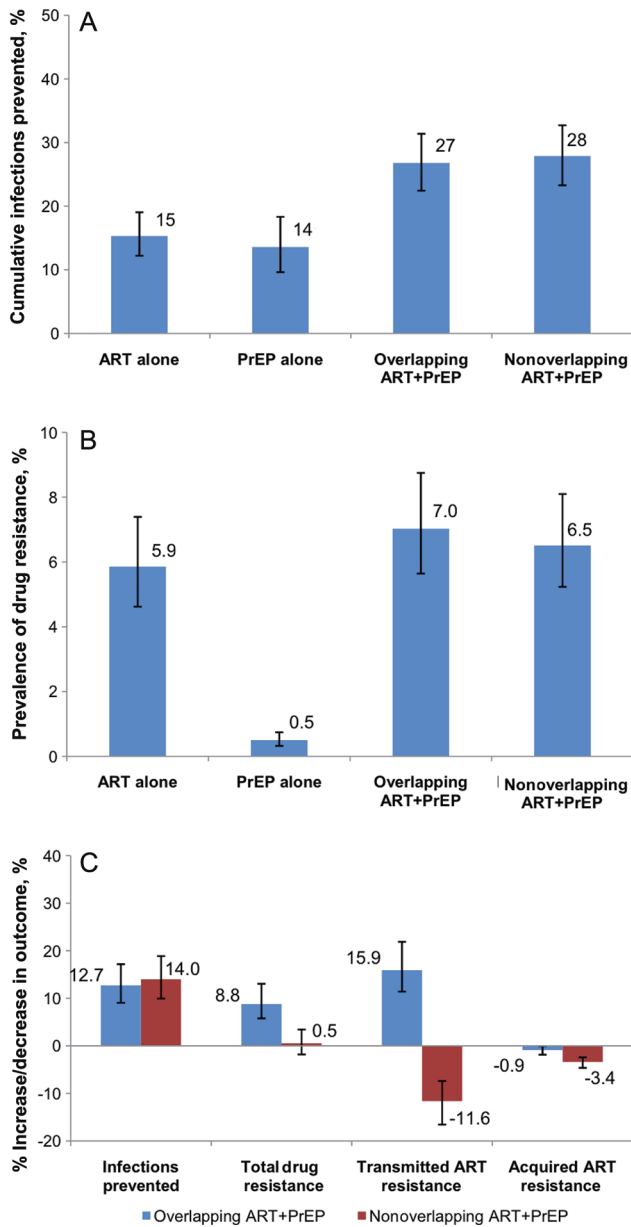 A
Cumulative infections prevented, %
50
40
30
20
10
0
15
14
27
28
ART alone
PrEP alone
Overlapping
ART+PrEP
Nonoverlapping
ART+PrEP
B
Prevalence of drug resistance, %
10
8
6
4
2
0
5.9
0.5
7.0
6.5
ART alone
PrEP alone
Overlapping
ART+PrEP
Nonoverlapping
ART+PrEP
C
% Increase/decrease in outcome, %
40
30
20
10
0
-10
-20
12.7
14.0
8.8
0.5
15.9
-11.6
-0.9
-3.4
Infections
prevented
Total drug
resistance
Transmitted ART
resistance
Acquired ART
resistance
Overlapping ART+PrEP
Nonoverlapping ART+PrEP